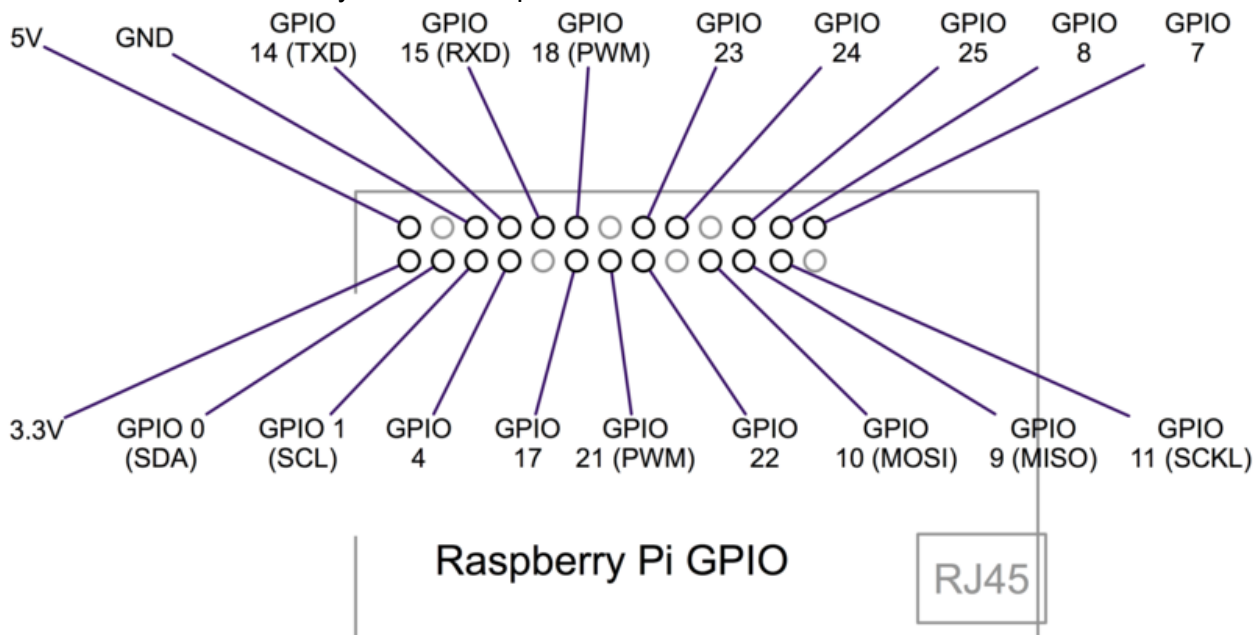 5V
GND
GPIO
14 (TXD)
GPIO
15 (RXD)
GPIO
18 (PWM)
GPIO
23
GPIO
24
GPIO
25
GPIO
8
GPIO
7
3.3V
GPIO 0
(SDA)
GPIO 1
(SCL)
GPIO
4
GPIO
17
GPIO
21 (PWM)
GPIO
22
GPIO
10 (MOSI)
GPIO
9 (MISO)
GPIO
11 (SCKL)
Raspberry Pi GPIO
RJ45